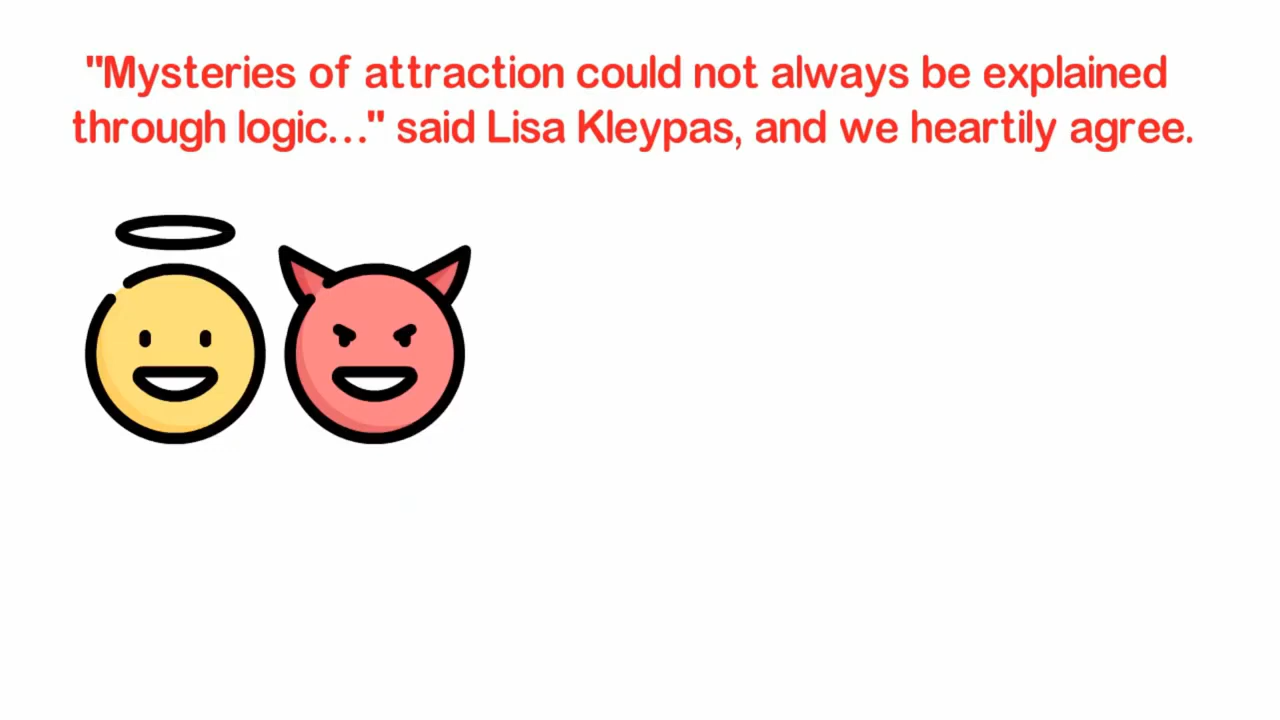 "Mysteries of attraction could not always be explained
through logic..." said Lisa Kleypas, and we heartily agree.